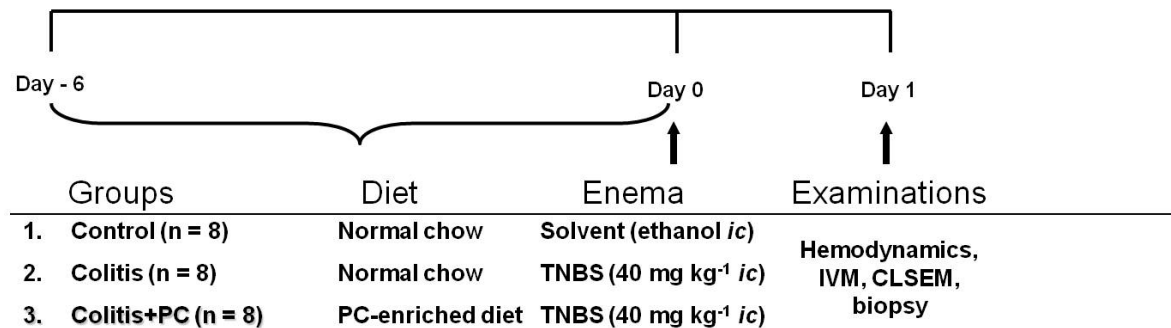 Day - 6 Day 0 Day 1
Groups Diet Enema Examinations
1. Control (n = 8) Normal chow Solvent (ethanol ic)
2. Colitis (n = 8) Normal chow TNBS (40 mg kg⁻¹ ic)
3. Colitis+PC (n = 8) PC-enriched diet TNBS (40 mg kg⁻¹ ic)
Hemodynamics,
IVM, CLSEM,
biopsy